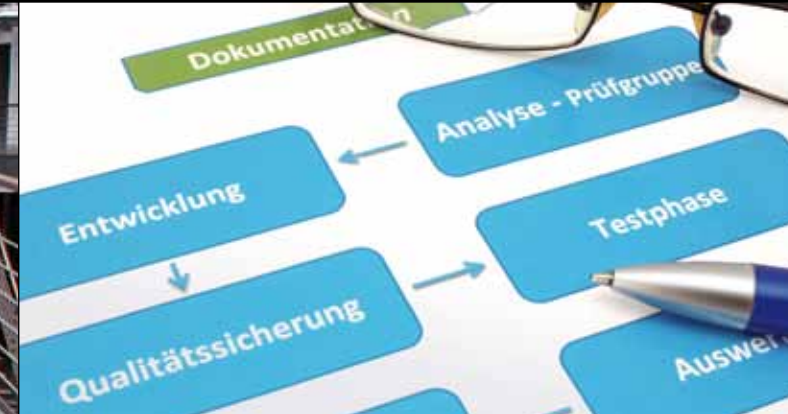 Dokumentation
Analyse - Prüfgruppe
Entwicklung
Testphase
Qualitätssicherung